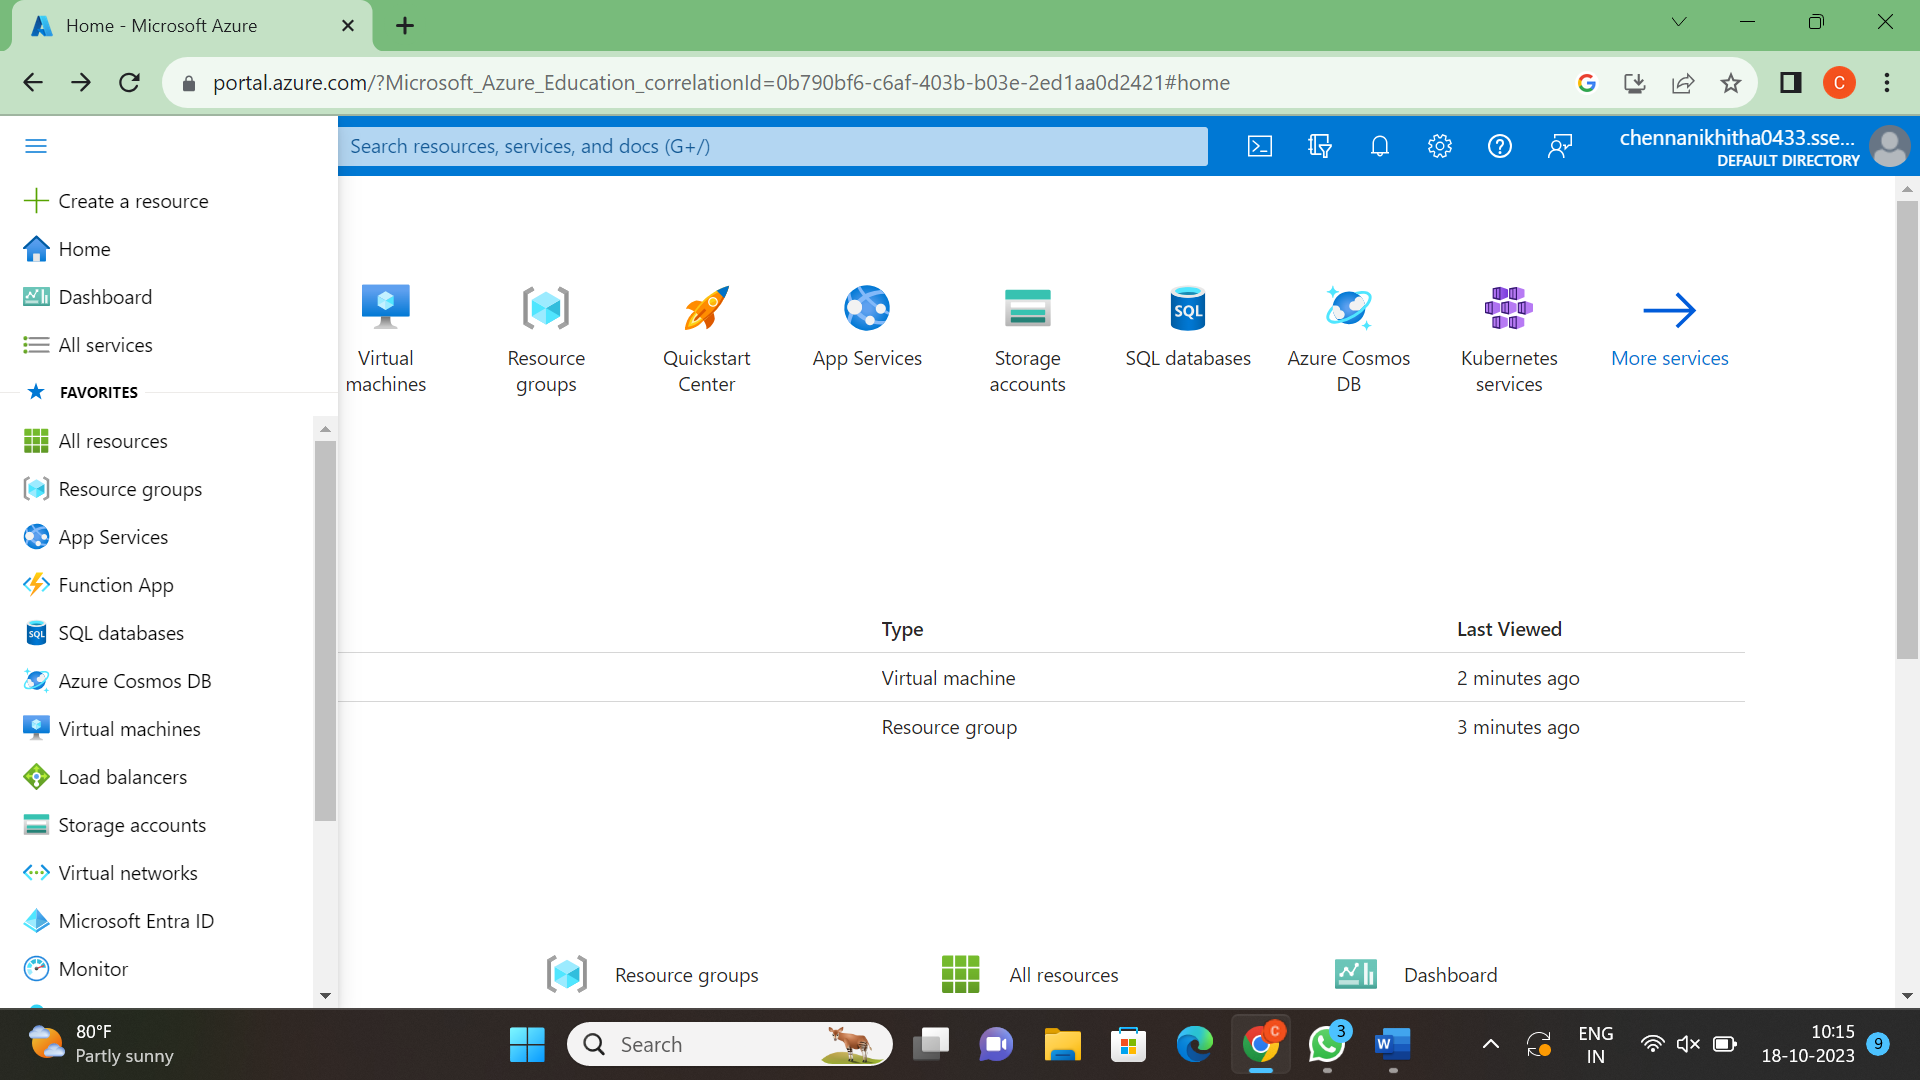 Home - Microsoft Azure
portal.azure.com/?Microsoft_Azure_Education_correlationId=0b790bf6-c6af-403b-b03e-2ed1aa0d2421#home
C
Search resources, services, and docs (G+/)
chennanikhitha0433.sse...
DEFAULT DIRECTORY
Create a resource
Home
Dashboard
All services
FAVORITES
All resources
Resource groups
App Services
Function App
SQL databases
Azure Cosmos DB
Virtual machines
Load balancers
Storage accounts
Virtual networks
Microsoft Entra ID
Monitor
Virtual
machines
Resource
groups
Quickstart
Center
App Services
Storage
accounts
SQL
SQL databases
Azure Cosmos
DB
Kubernetes
services
More services
Type
Last Viewed
Virtual machine
2 minutes ago
Resource group
3 minutes ago
Resource groups
All resources
Dashboard
80°F
Partly sunny
Search
C
3
W
ENG
IN
10:15
18-10-2023
9